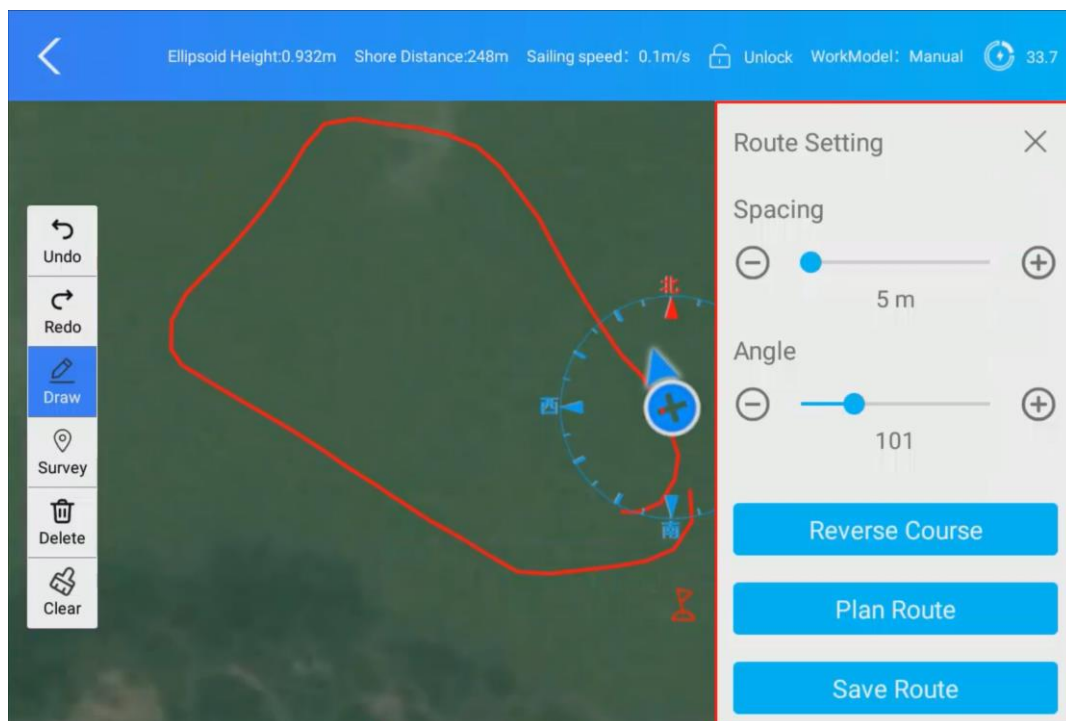 Ellipsoid Height:0.932m Shore Distance:248m Sailing speed: 0.1m/s Unlock WorkModel: Manual 33.7
Undo
Redo
Draw
Survey
Delete
Clear
北
西
南
Route Setting
Spacing
5 m
Angle
101
Reverse Course
Plan Route
Save Route